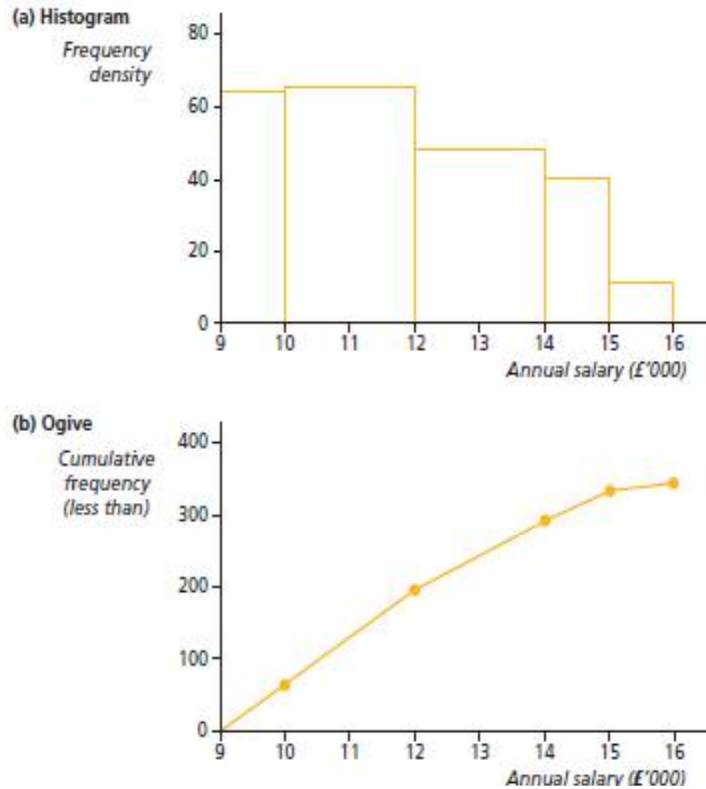 (a) Histogram
Frequency
density
80
60
40
20
0
9 10 11 12 13 14 15 16
Annual salary (£'000)
(b) Ogive
Cumulative
frequency
(less than)
400
300
200
100
0
9 10 11 12 13 14 15 16
Annual salary (£'000)